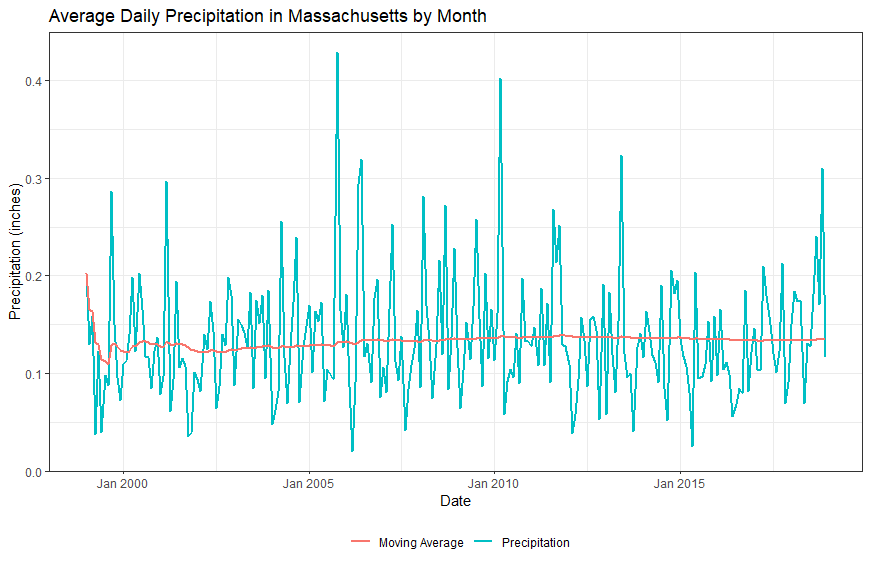 Average Daily Precipitation in Massachusetts by Month
Precipitation (inches)
0.4
0.3
0.2
0.1
0.0
Jan 2000 Jan 2005 Jan 2010 Jan 2015
Date
Moving Average Precipitation